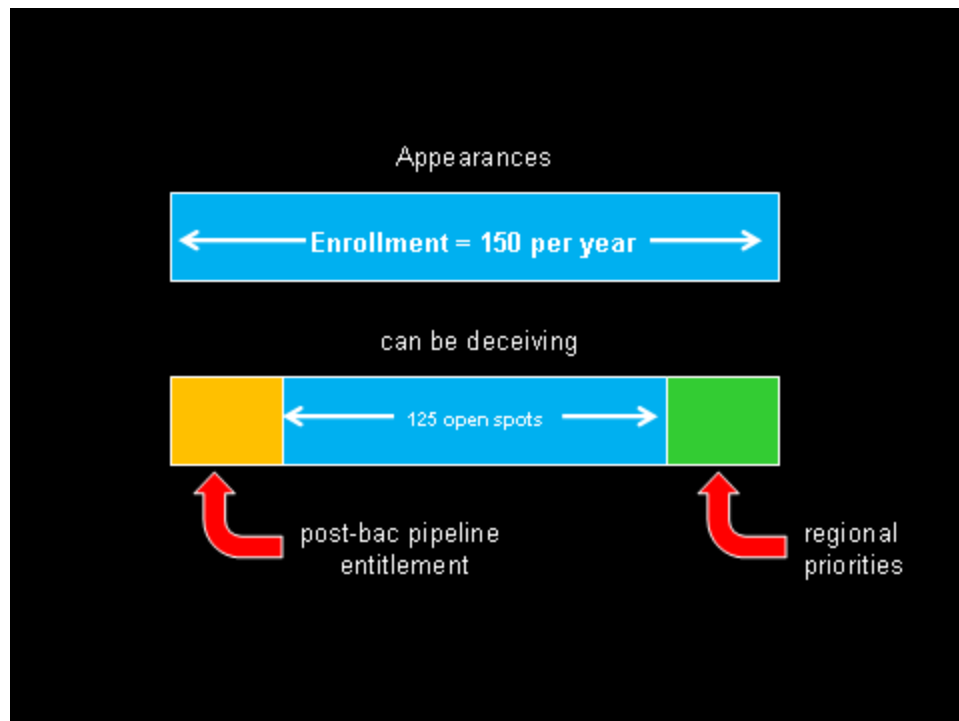 Appearances
Enrollment = 150 per year
can be deceiving
125 open spots
post-bac pipeline
entitlement
regional
priorities